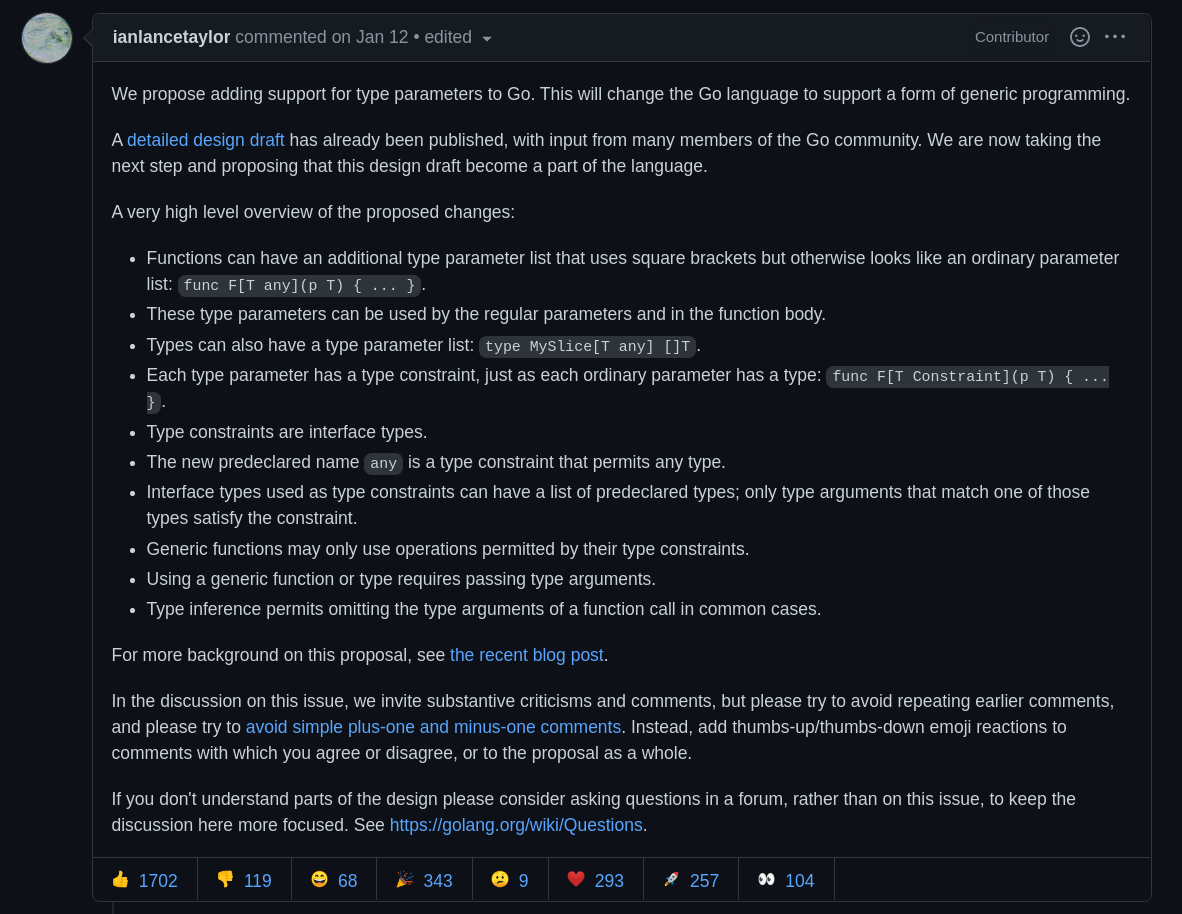 ianlancetaylor commented on Jan 12 • edited
Contributor
We propose adding support for type parameters to Go. This will change the Go language to support a form of generic programming.
A detailed design draft has already been published, with input from many members of the Go community. We are now taking the
next step and proposing that this design draft become a part of the language.
A very high level overview of the proposed changes:
• Functions can have an additional type parameter list that uses square brackets but otherwise looks like an ordinary parameter
list: func F[T any](p T) { ... }.
• These type parameters can be used by the regular parameters and in the function body.
• Types can also have a type parameter list: type MySlice[T any] []T.
• Each type parameter has a type constraint, just as each ordinary parameter has a type: func F[T Constraint](p T) { ...
}.
• Type constraints are interface types.
• The new predeclared name any is a type constraint that permits any type.
• Interface types used as type constraints can have a list of predeclared types; only type arguments that match one of those
types satisfy the constraint.
• Generic functions may only use operations permitted by their type constraints.
• Using a generic function or type requires passing type arguments.
• Type inference permits omitting the type arguments of a function call in common cases.
For more background on this proposal, see the recent blog post.
In the discussion on this issue, we invite substantive criticisms and comments, but please try to avoid repeating earlier comments,
and please try to avoid simple plus-one and minus-one comments. Instead, add thumbs-up/thumbs-down emoji reactions to
comments with which you agree or disagree, or to the proposal as a whole.
If you don't understand parts of the design please consider asking questions in a forum, rather than on this issue, to keep the
discussion here more focused. See https://golang.org/wiki/Questions.
👍 1702 👎 119 😄 68 🎉 343 😕 9 ❤️ 293 🚀 257 👀 104